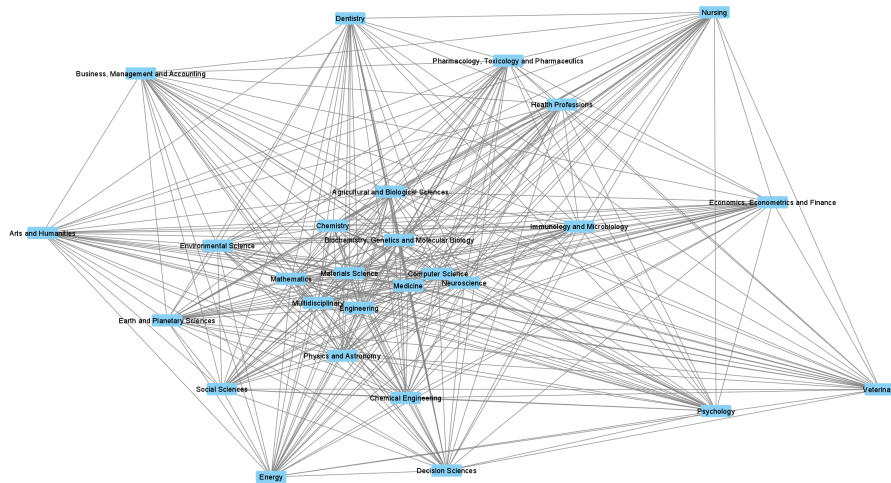 Nursing
Dentistry
Pharmacology, Toxicology and Pharmaceutics
Business, Management and Accounting
Health Professions
Agricultural and Biological Sciences
Economics, Econometrics and Finance
Chemistry
Immunology and Microbiology
Arts and Humanities
Biochemistry, Genetics and Molecular Biology
Environmental Science
Materials Science
Computer Science
Mathematics
Neuroscience
Medicine
Multidisciplinary
Engineering
Earth and Planetary Sciences
Physics and Astronomy
Social Sciences
Veterina
Chemical Engineering
Psychology
Decision Sciences
Energy